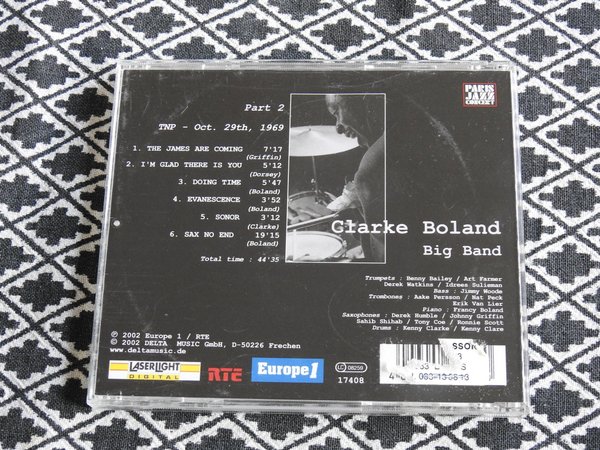 PARIS
JAZZ
CONCERT
Part 2
TNP - Oct. 29th, 1969
1. THE JAMES ARE COMING 7'17
(Griffin)
2. I'M GLAD THERE IS YOU 5'12
(Dorsey)
3. DOING TIME 5'47
(Boland)
4. EVANESCENCE 3'52
(Boland)
5. SONOR 3'12
(Clarke)
6. SAX NO END 19'15
(Boland)
Total time : 44'35
Clarke Boland
Big Band
Trumpets : Benny Bailey / Art Farmer
Derek Watkins / Idrees Sulieman
Bass : Jimmy Woode
Trombones : Aake Persson / Nat Peck
Erik Van Lier
Piano : Francy Boland
Saxophones : Derek Humble / Johnny Griffin
Sahib Shihab / Tony Coe / Ronnie Scott
Drums : Kenny Clarke / Kenny Clare
℗ 2002 Europe 1 / RTE
© 2002 DELTA MUSIC GmbH, D-50226 Frechen
www.deltamusic.de
LASERLIGHT
DIGITAL
RTE
Europe 1
LC 08259
17408